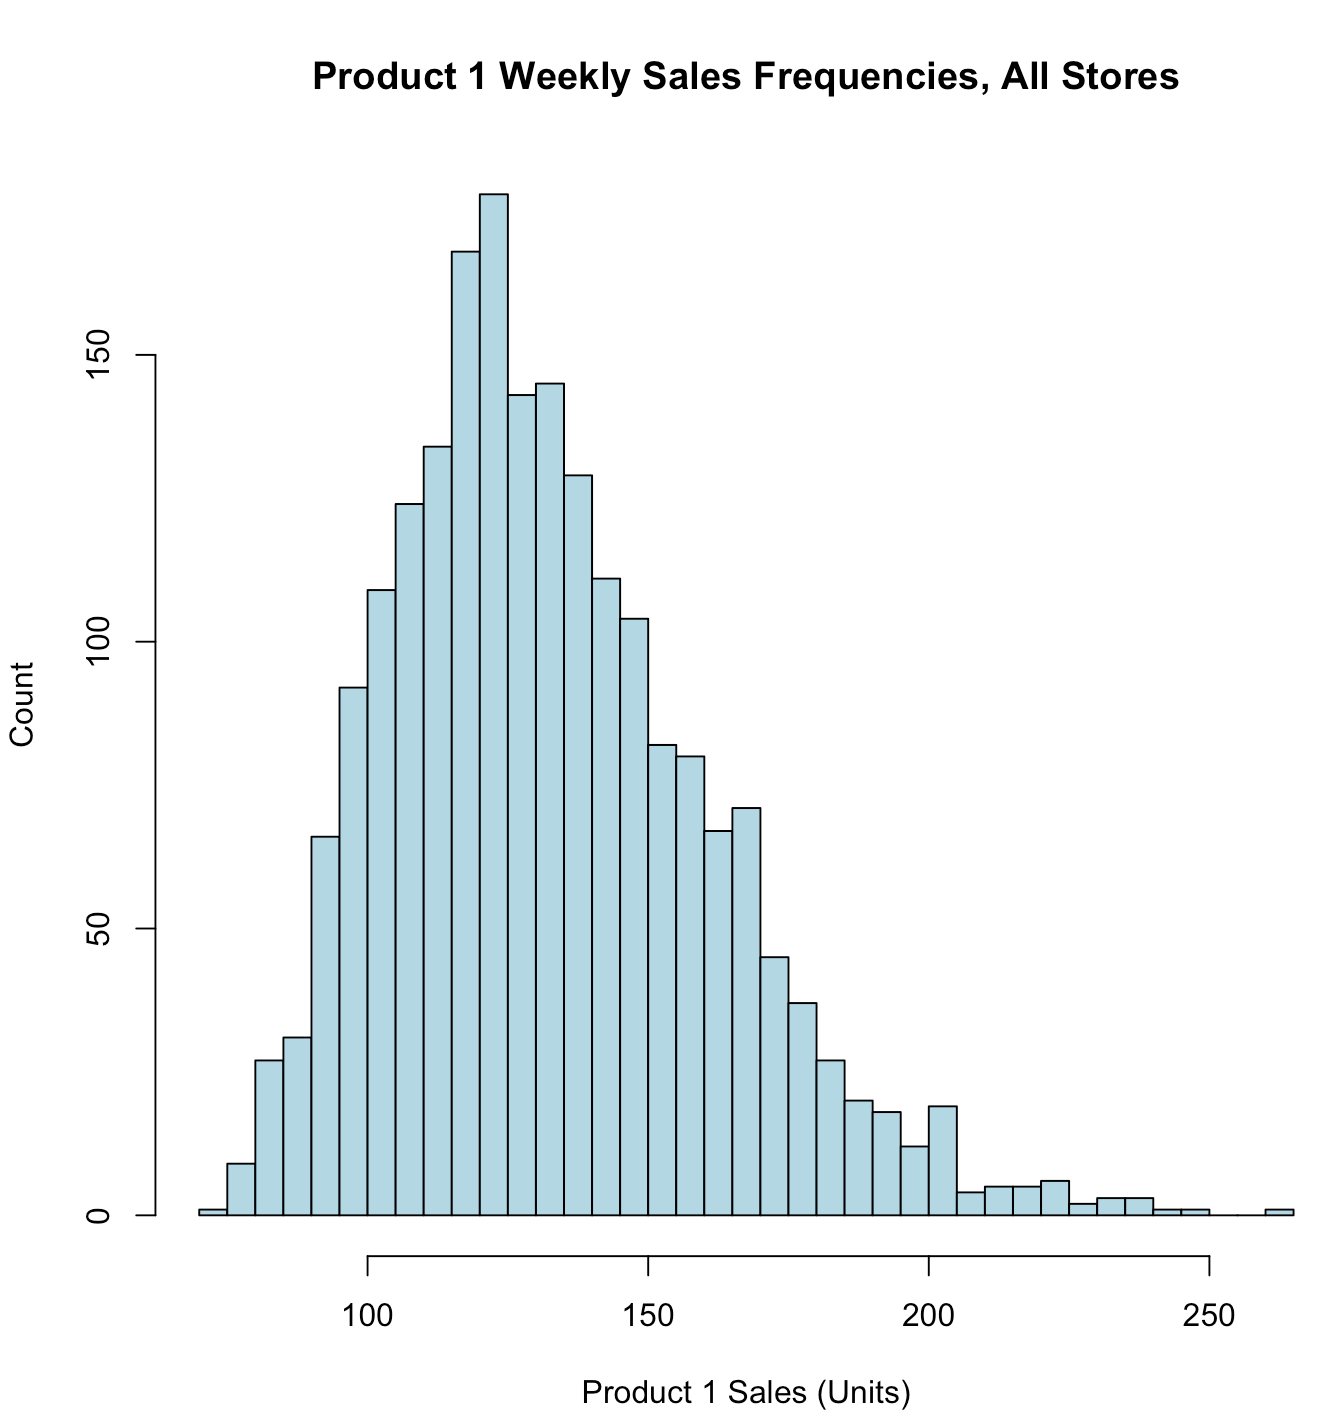 Product 1 Weekly Sales Frequencies, All Stores
150
100
50
0
Count
100 150 200 250
Product 1 Sales (Units)